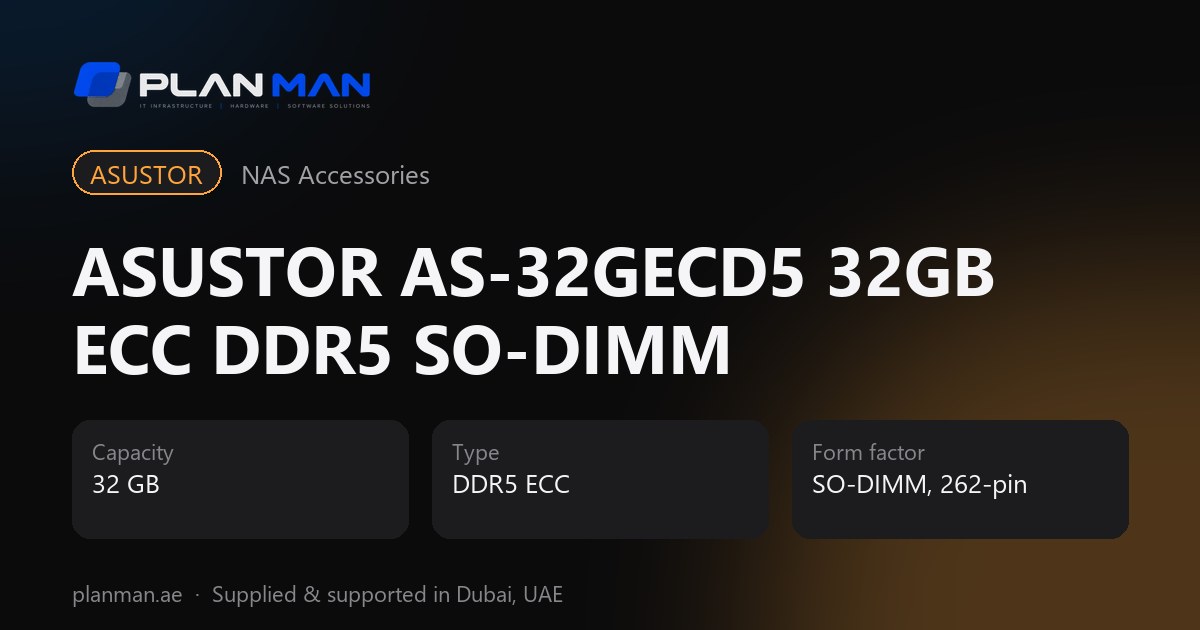 PLAN MAN
IT INFRASTRUCTURE | HARDWARE | SOFTWARE SOLUTIONS
ASUSTOR NAS Accessories
ASUSTOR AS-32GECD5 32GB
ECC DDR5 SO-DIMM
Capacity Type Form factor
32 GB DDR5 ECC SO-DIMM, 262-pin
planman.ae · Supplied & supported in Dubai, UAE